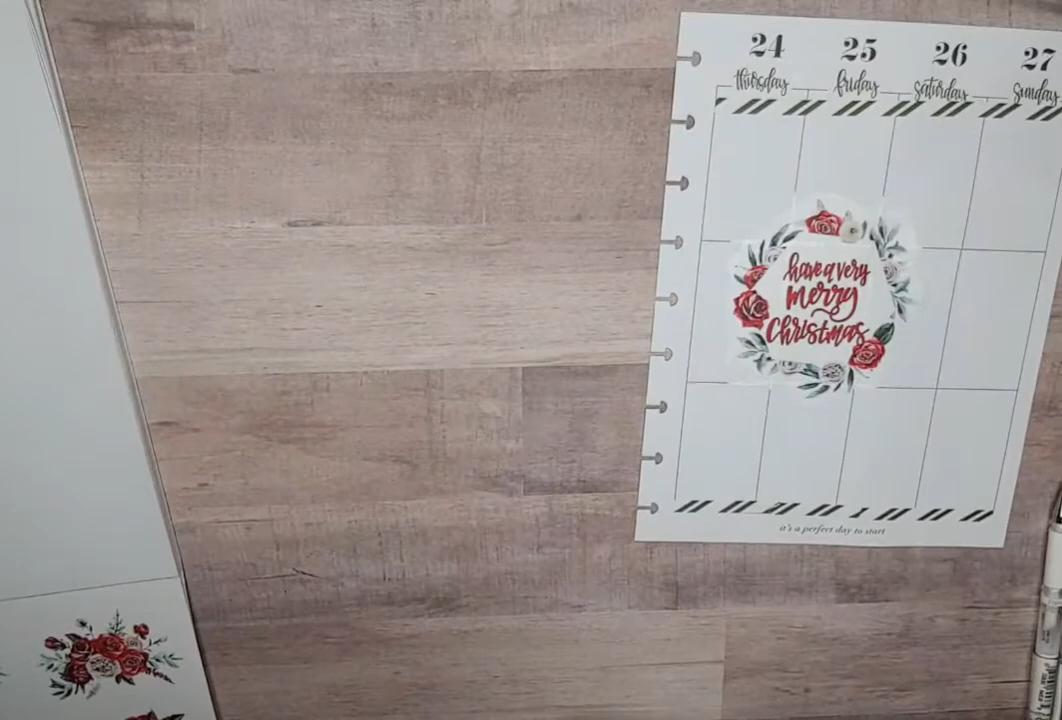 24 25 26 27
thursday friday saturday sunday
have a very
merry
Christmas
it's a perfect day to start